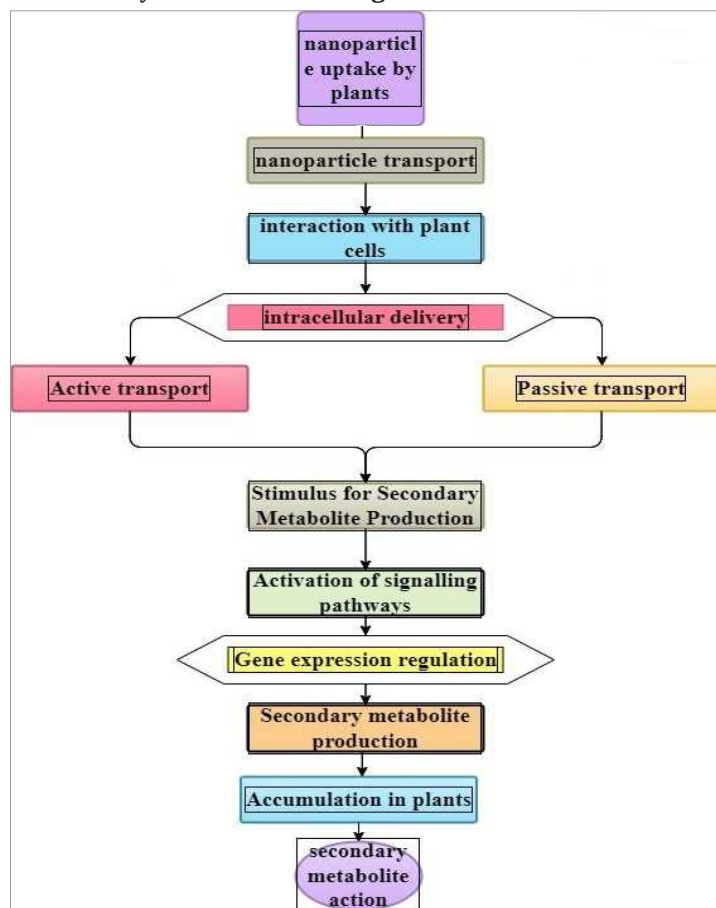 nanoparticl
e uptake by
plants
nanoparticle transport
interaction with plant
cells
intracellular delivery
Active transport
Passive transport
Stimulus for Secondary
Metabolite Production
Activation of signalling
pathways
Gene expression regulation
Secondary metabolite
production
Accumulation in plants
secondary
metabolite
action